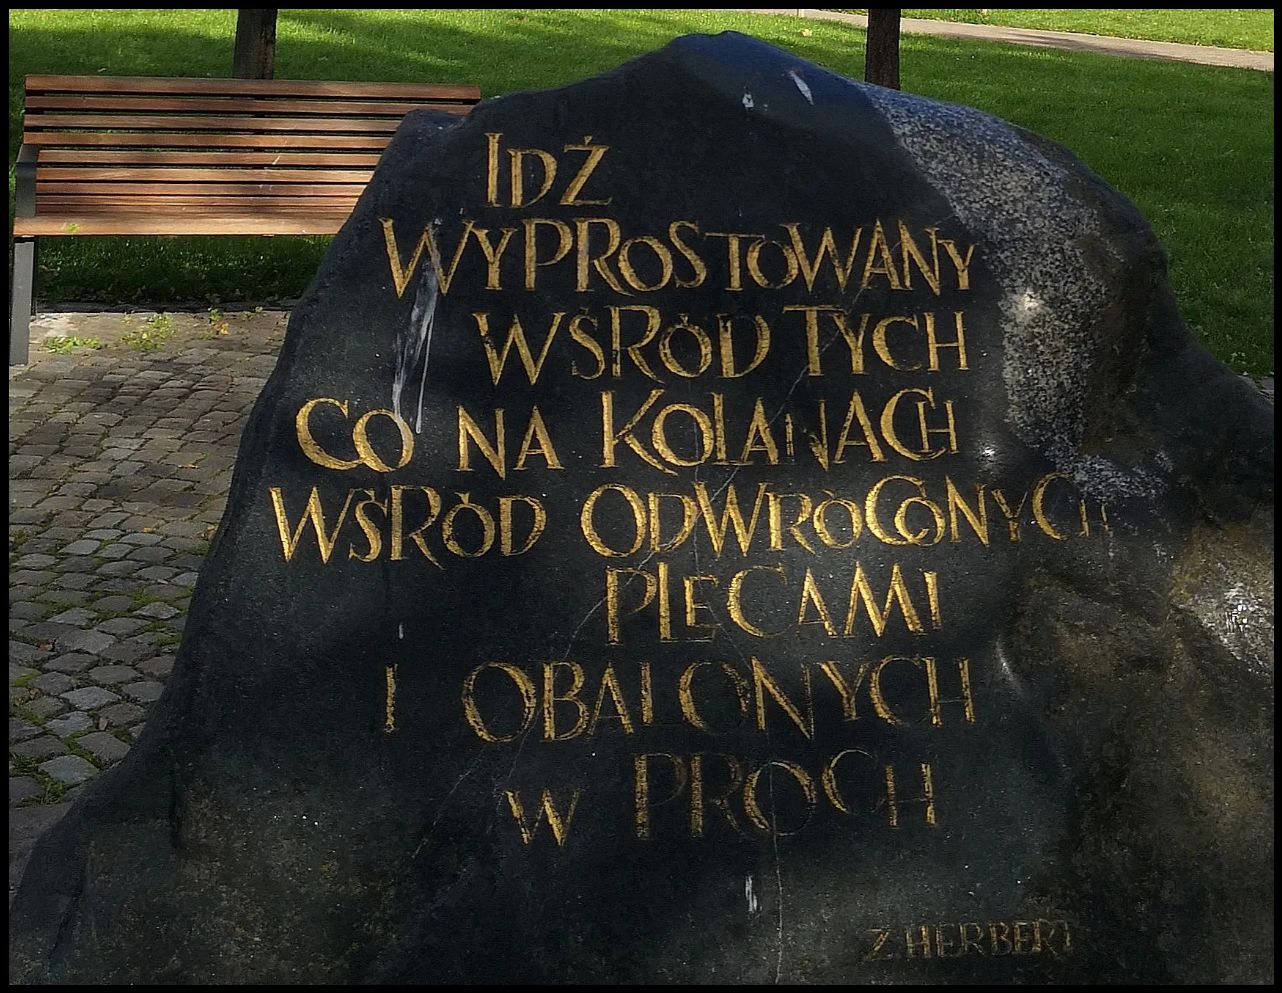 IDŹ
WYPROSTOWANY
WŚRÓD TYCH
CO NA KOLANACH
WŚRÓD ODWRÓCONYCH
PLECAMI
I OBALONYCH
W PROCH
Z HERBERT